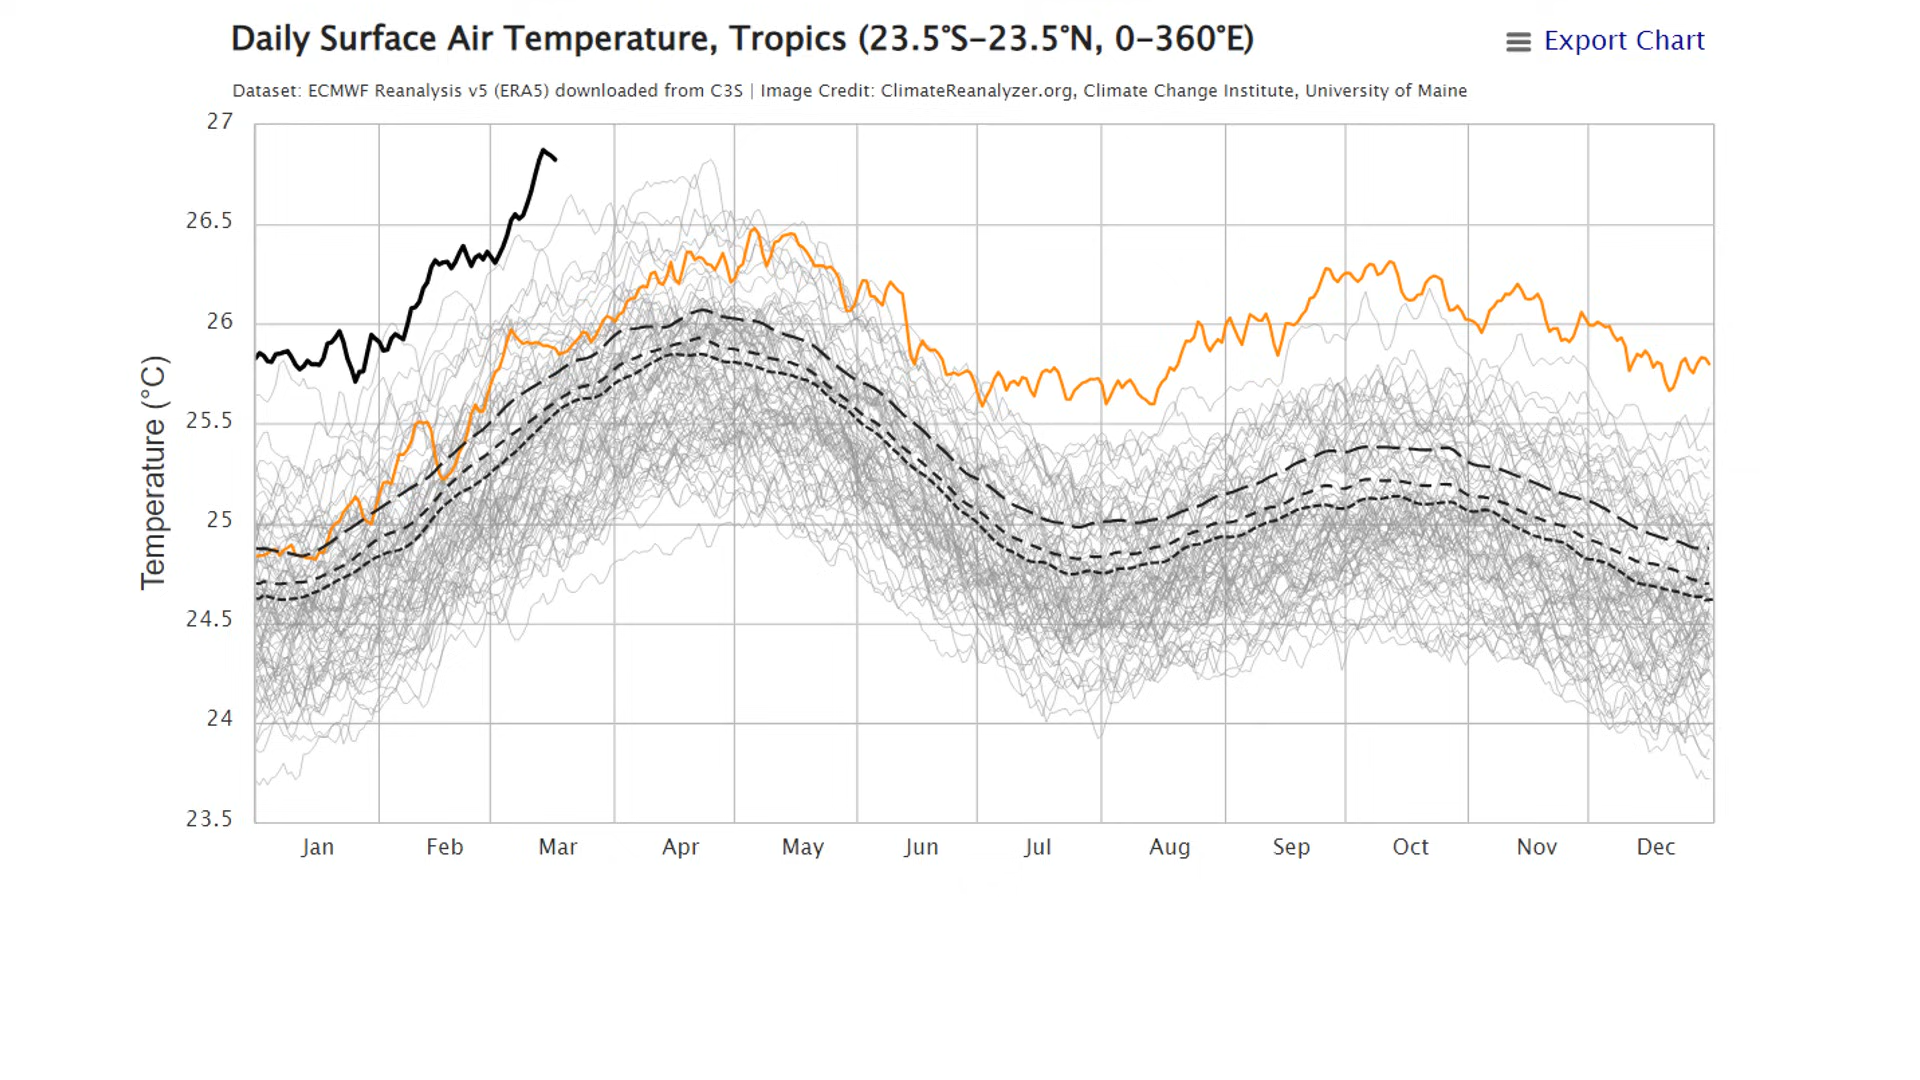 Daily Surface Air Temperature, Tropics (23.5°S–23.5°N, 0–360°E)
Export Chart
Dataset: ECMWF Reanalysis v5 (ERA5) downloaded from C3S | Image Credit: ClimateReanalyzer.org, Climate Change Institute, University of Maine
27
26.5
26
25.5
25
24.5
24
23.5
Temperature (°C)
Jan Feb Mar Apr May Jun Jul Aug Sep Oct Nov Dec